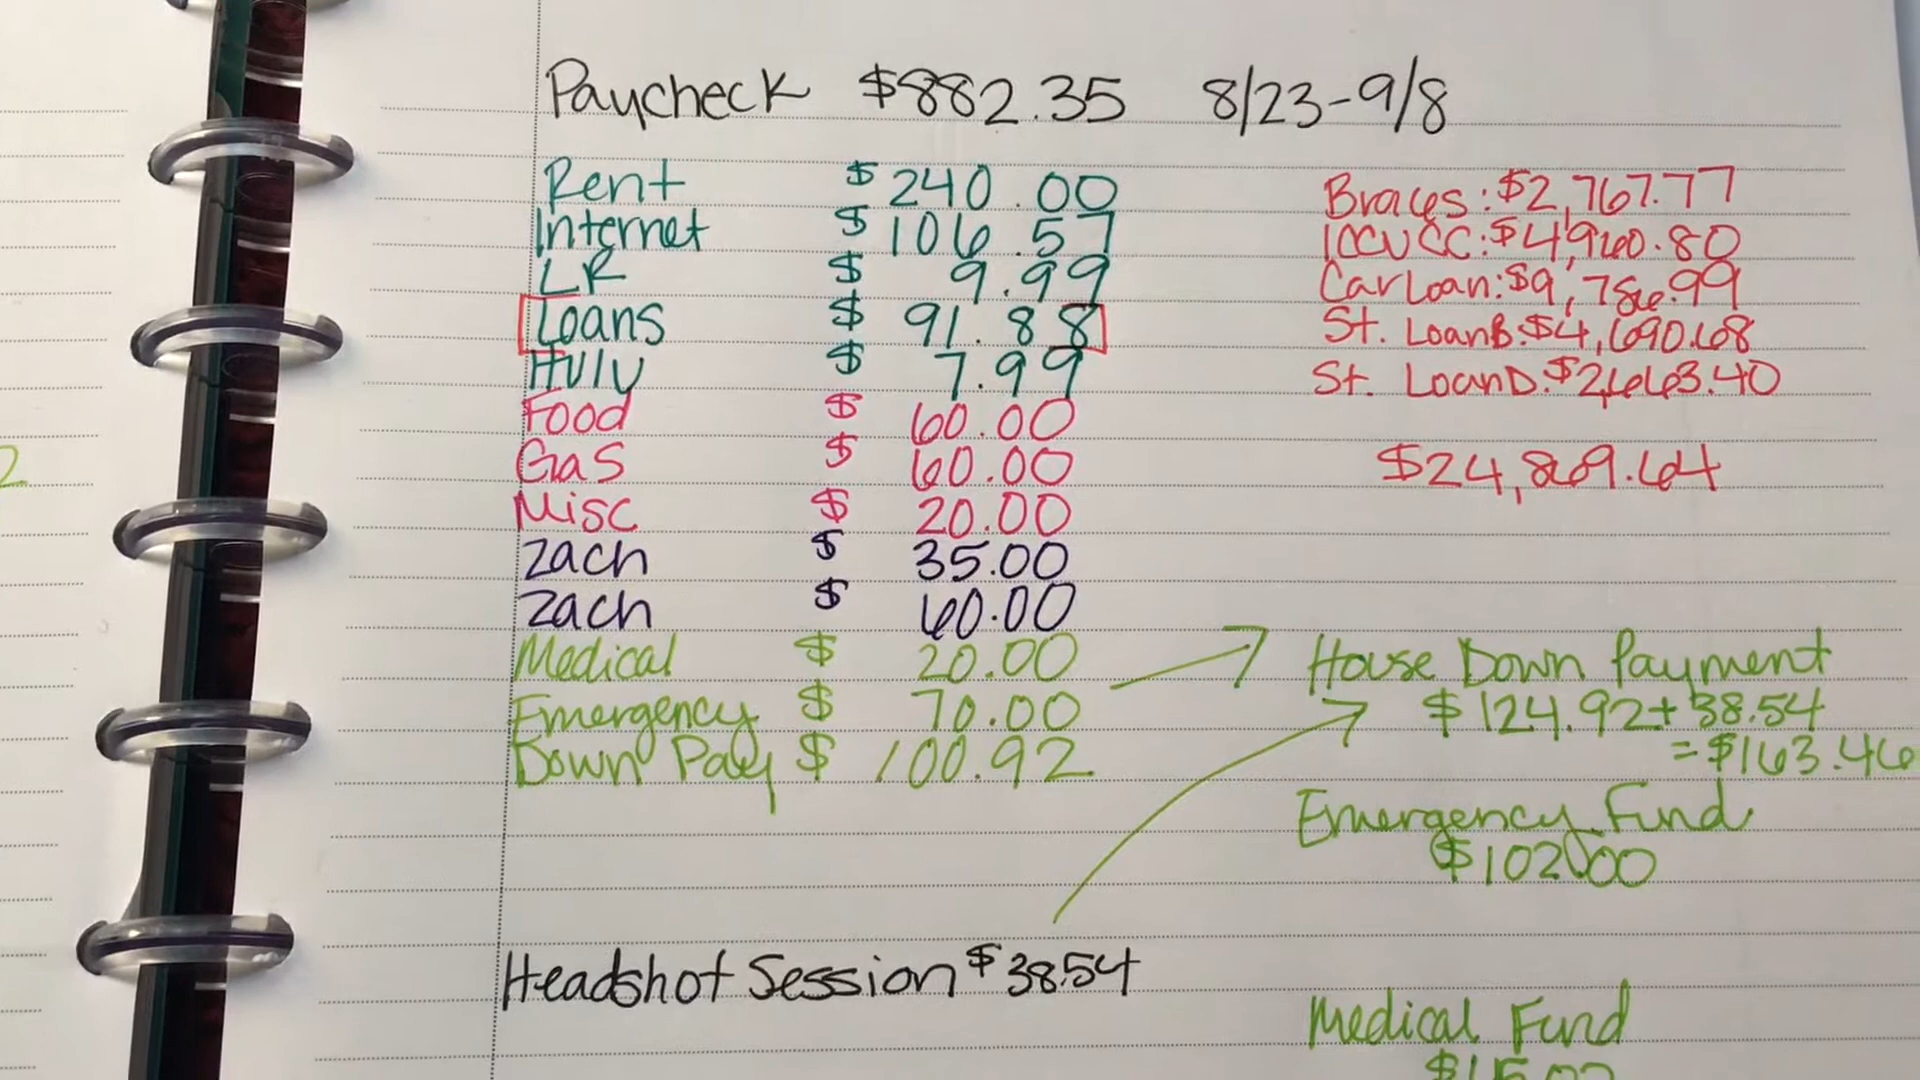 Paycheck $882.35 8/23-9/8
Rent $ 240.00
Internet $ 106.57
LR $ 9.99
Loans $ 91.88
Hulu $ 7.99
Food $ 60.00
Gas $ 60.00
Misc $ 20.00
Zach $ 35.00
Zach $ 60.00
Medical $ 20.00
Emergency $ 70.00
Down Pay $ 100.92
Headshot Session $38.54
Braces: $2,767.77
ICCU CC: $4,960.80
Car Loan: $9,786.99
St. Loan B: $4,690.68
St. Loan D: $2,663.40
$24,869.64
House Down Payment
$124.92 + 38.54
= $163.46
Emergency Fund
$102.00
Medical Fund
2